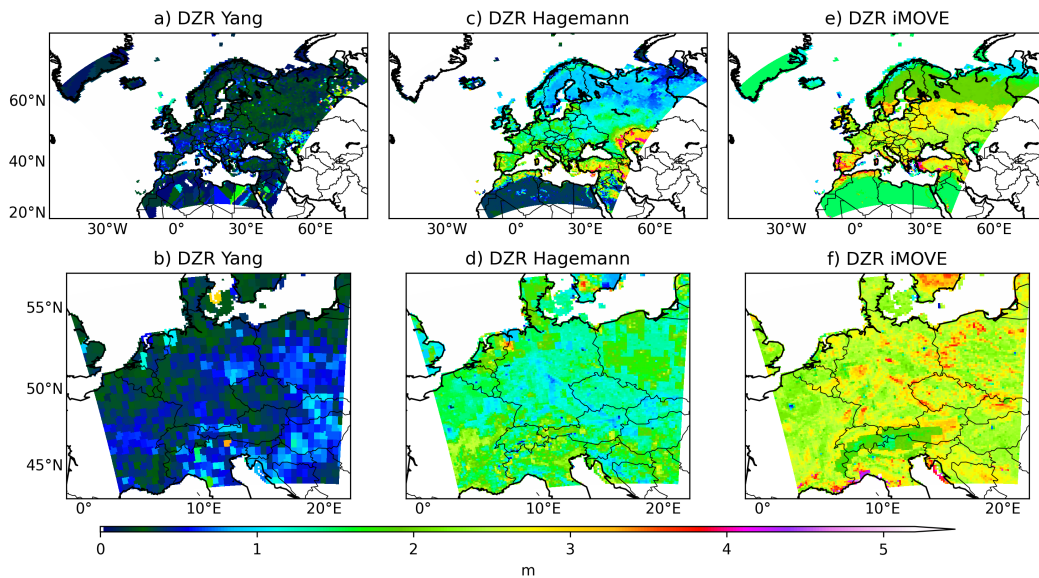 a) DZR Yang
c) DZR Hagemann
e) DZR iMOVE
60°N
40°N
20°N
30°W 0° 30°E 60°E
30°W 0° 30°E 60°E
30°W 0° 30°E 60°E
b) DZR Yang
d) DZR Hagemann
f) DZR iMOVE
55°N
50°N
45°N
0° 10°E 20°E
0° 10°E 20°E
0° 10°E 20°E
0 1 2 3 4 5
m